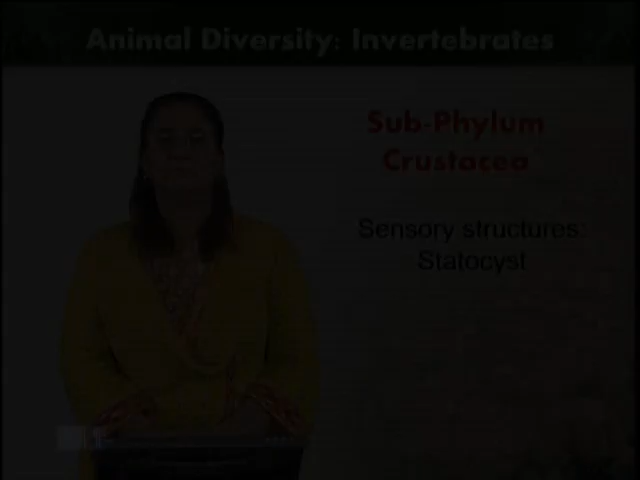 Animal Diversity: Invertebrates
Sub-Phylum
Crustacea
Sensory structures:
Statocyst